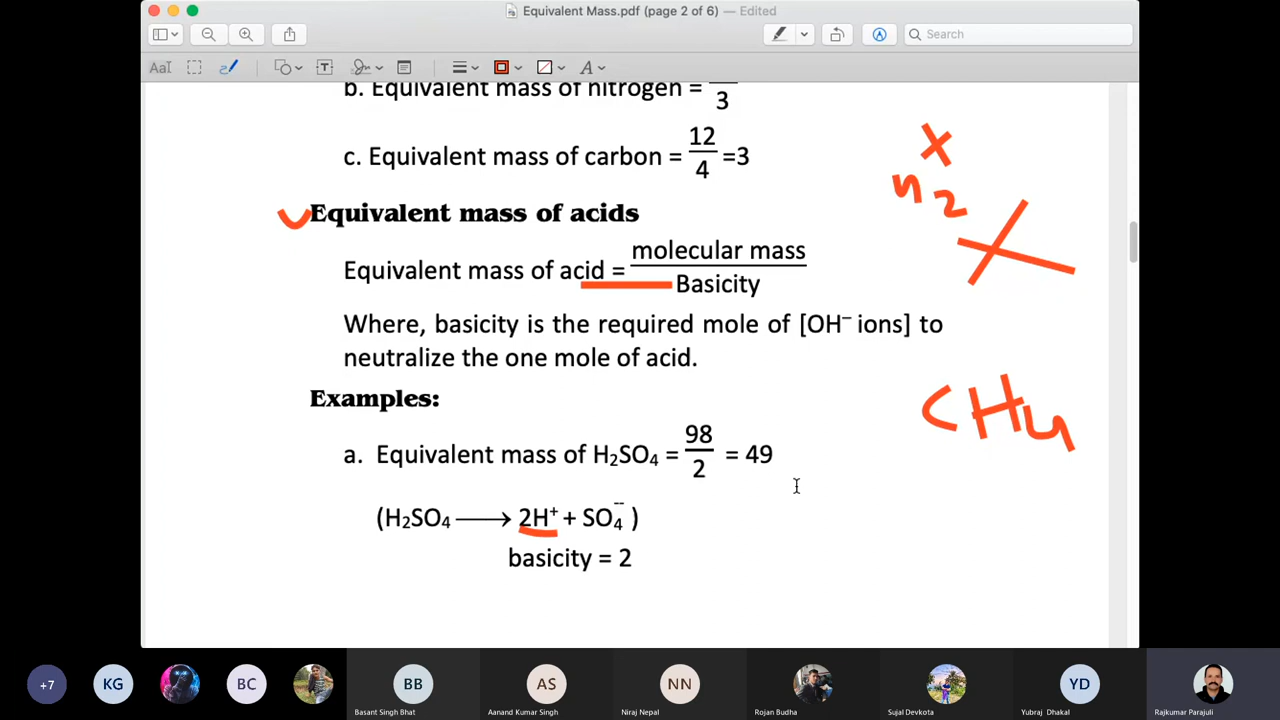 Equivalent Mass.pdf (page 2 of 6) — Edited
Search
AaI
A
b. Equivalent mass of nitrogen = — 3
c. Equivalent mass of carbon = 12/4 =3
x
n 2
Equivalent mass of acids
Equivalent mass of acid = molecular mass / Basicity
Where, basicity is the required mole of [OH⁻ ions] to
neutralize the one mole of acid.
Examples:
CH4
a. Equivalent mass of H₂SO₄ = 98/2 = 49
(H₂SO₄ ⟶ 2H⁺ + SO₄⁻⁻ )
basicity = 2
+7 KG BC BB AS NN YD
Basant Singh Bhat Aanand Kumar Singh Niraj Nepal Rojan Budha Sujal Devkota Yubraj Dhakal Rajkumar Parajuli